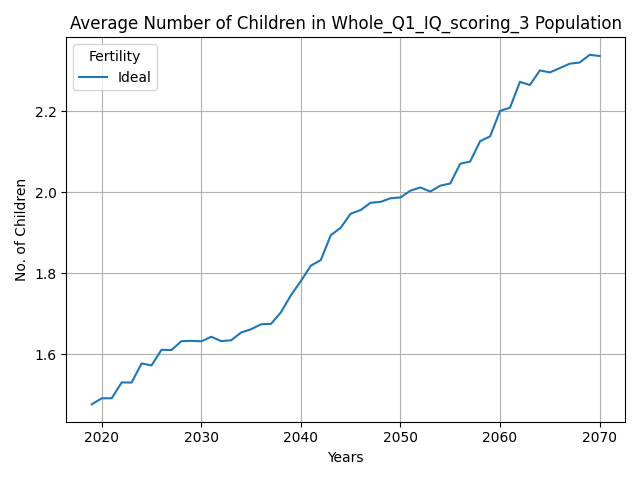 Average Number of Children in Whole_Q1_IQ_scoring_3 Population
Fertility
Ideal
No. of Children
2.2
2.0
1.8
1.6
2020 2030 2040 2050 2060 2070
Years